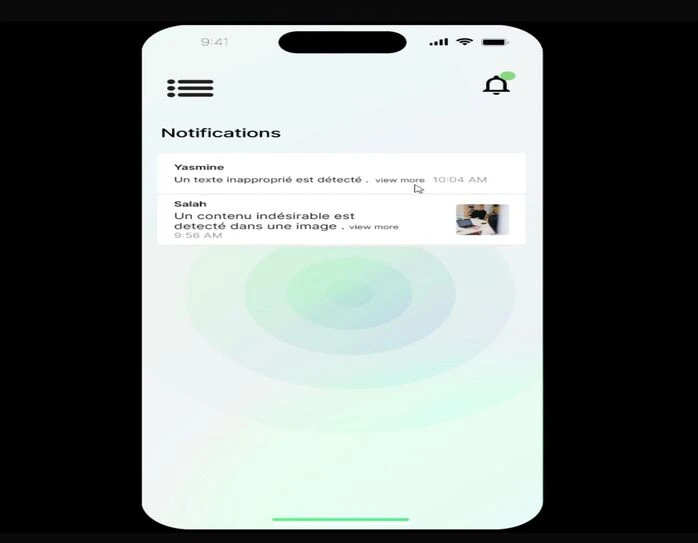 9:41
Notifications
Yasmine
Un texte inapproprié est détecté . view more 10:04 AM
Salah
Un contenu indésirable est
detecté dans une image . view more
9:56 AM